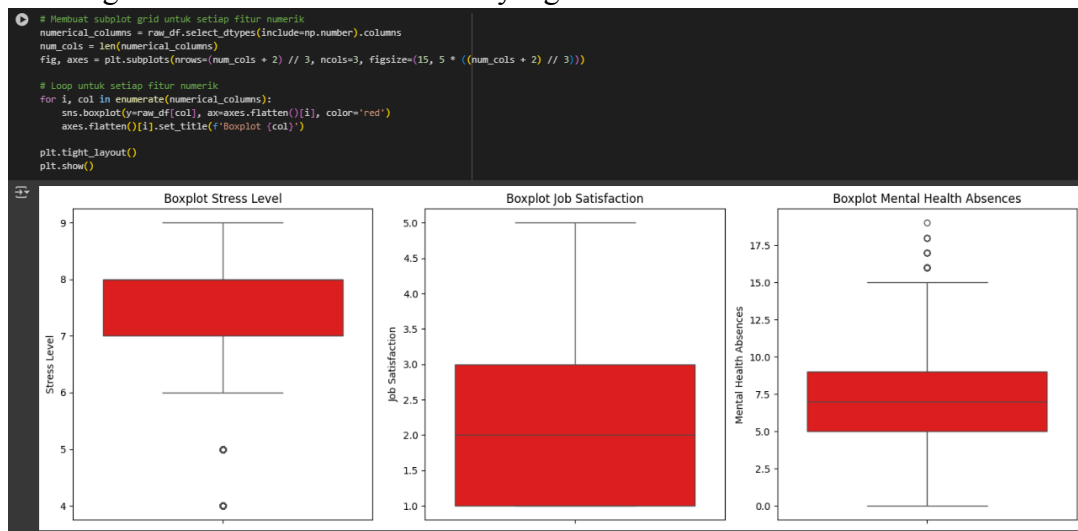 # Membuat subplot grid untuk setiap fitur numerik
numerical_columns = raw_df.select_dtypes(include=np.number).columns
num_cols = len(numerical_columns)
fig, axes = plt.subplots(nrows=(num_cols + 2) // 3, ncols=3, figsize=(15, 5 * ((num_cols + 2) // 3)))
# Loop untuk setiap fitur numerik
for i, col in enumerate(numerical_columns):
sns.boxplot(y=raw_df[col], ax=axes.flatten()[i], color='red')
axes.flatten()[i].set_title(f'Boxplot {col}')
plt.tight_layout()
plt.show()
Boxplot Stress Level
9
8
7
6
5
4
Stress Level
Boxplot Job Satisfaction
5.0
4.5
4.0
3.5
3.0
2.5
2.0
1.5
1.0
Job Satisfaction
Boxplot Mental Health Absences
17.5
15.0
12.5
10.0
7.5
5.0
2.5
0.0
Mental Health Absences